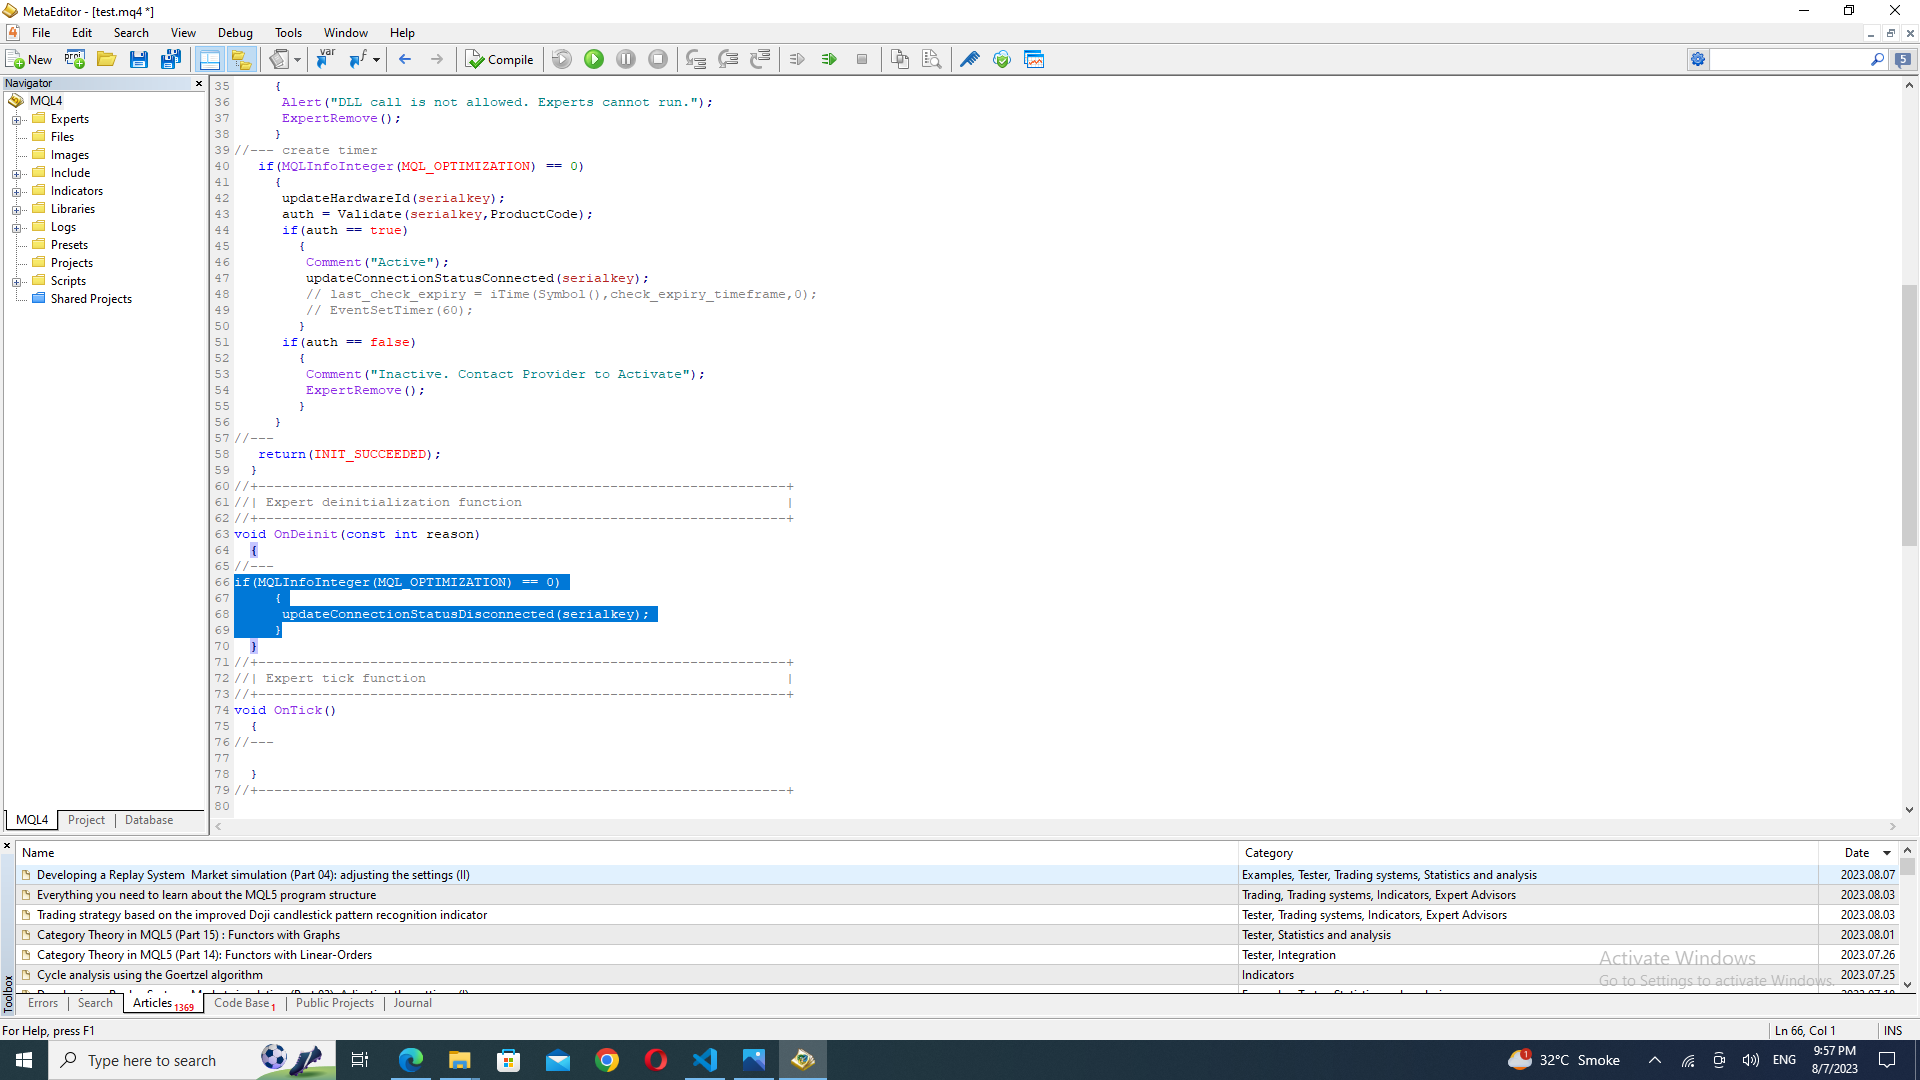 MetaEditor - [test.mq4 *]
File Edit Search View Debug Tools Window Help
New Compile 5
Navigator
MQL4
Experts
Files
Images
Include
Indicators
Libraries
Logs
Presets
Projects
Scripts
Shared Projects
MQL4 Project Database
35 {
36 Alert("DLL call is not allowed. Experts cannot run.");
37 ExpertRemove();
38 }
39 //--- create timer
40 if(MQLInfoInteger(MQL_OPTIMIZATION) == 0)
41 {
42 updateHardwareId(serialkey);
43 auth = Validate(serialkey,ProductCode);
44 if(auth == true)
45 {
46 Comment("Active");
47 updateConnectionStatusConnected(serialkey);
48 // last_check_expiry = iTime(Symbol(),check_expiry_timeframe,0);
49 // EventSetTimer(60);
50 }
51 if(auth == false)
52 {
53 Comment("Inactive. Contact Provider to Activate");
54 ExpertRemove();
55 }
56 }
57 //---
58 return(INIT_SUCCEEDED);
59 }
60 //+------------------------------------------------------------------+
61 //| Expert deinitialization function |
62 //+------------------------------------------------------------------+
63 void OnDeinit(const int reason)
64 {
65 //---
66 if(MQLInfoInteger(MQL_OPTIMIZATION) == 0)
67 {
68 updateConnectionStatusDisconnected(serialkey);
69 }
70 }
71 //+------------------------------------------------------------------+
72 //| Expert tick function |
73 //+------------------------------------------------------------------+
74 void OnTick()
75 {
76 //---
77
78 }
79 //+------------------------------------------------------------------+
80
Name Category Date
Developing a Replay System Market simulation (Part 04): adjusting the settings (II) Examples, Tester, Trading systems, Statistics and analysis 2023.08.07
Everything you need to learn about the MQL5 program structure Trading, Trading systems, Indicators, Expert Advisors 2023.08.03
Trading strategy based on the improved Doji candlestick pattern recognition indicator Tester, Trading systems, Indicators, Expert Advisors 2023.08.03
Category Theory in MQL5 (Part 15) : Functors with Graphs Tester, Statistics and analysis 2023.08.01
Category Theory in MQL5 (Part 14): Functors with Linear-Orders Tester, Integration 2023.07.26
Cycle analysis using the Goertzel algorithm Indicators 2023.07.25
Activate Windows
Go to Settings to activate Windows.
Toolbox
Errors Search Articles 1369 Code Base 1 Public Projects Journal
For Help, press F1 Ln 66, Col 1 INS
Type here to search 1 32°C Smoke ENG 9:57 PM
8/7/2023